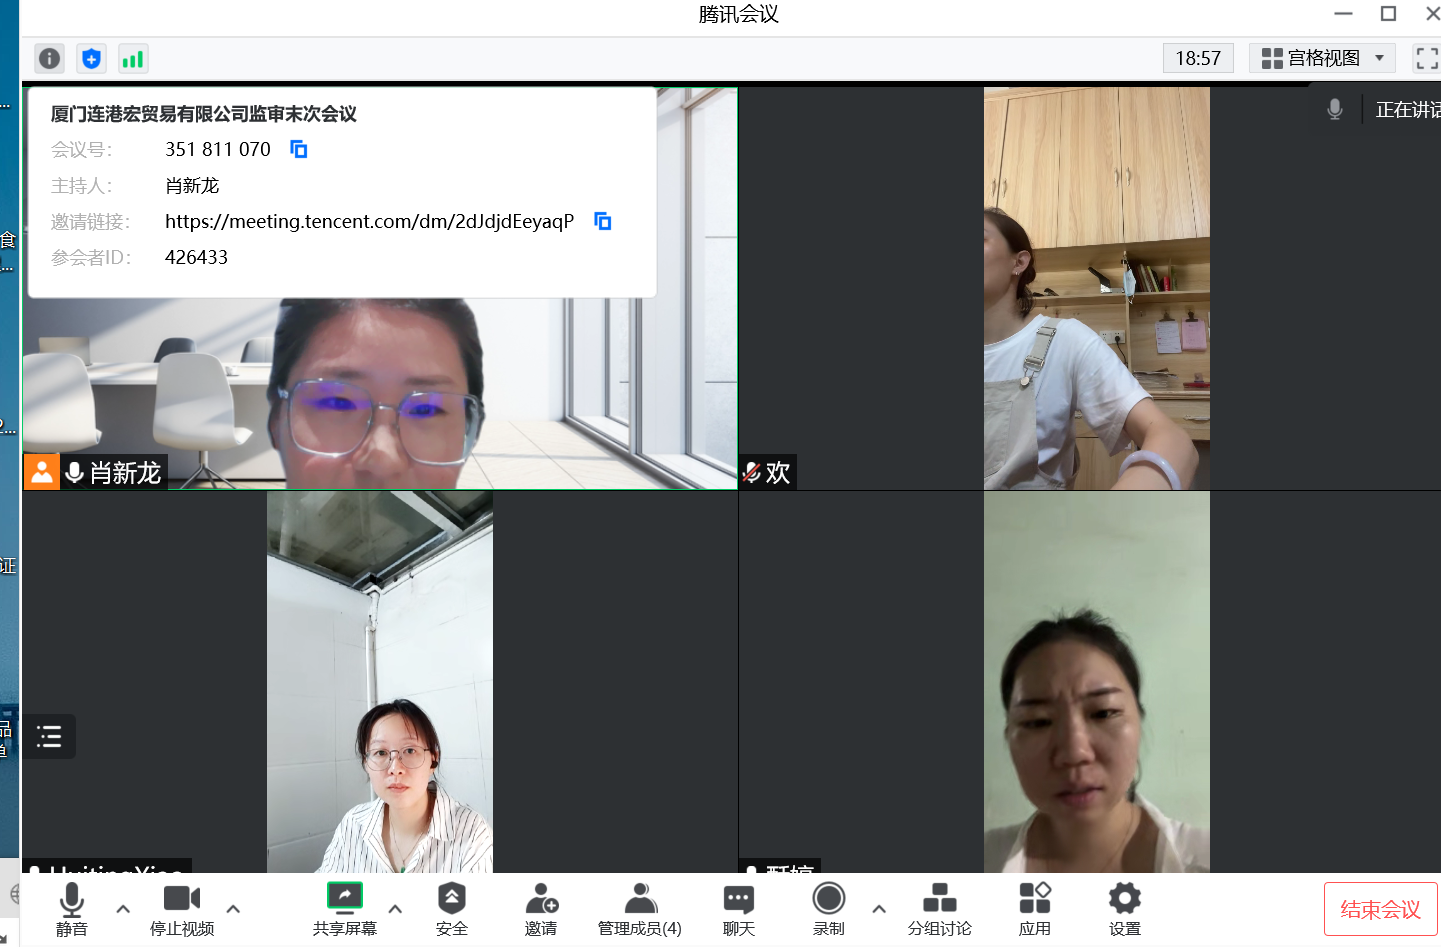 腾讯会议
18:57
宫格视图
正在讲话
厦门连港宏贸易有限公司监审末次会议
会议号：
351 811 070
主持人：
肖新龙
邀请链接：
https://meeting.tencent.com/dm/2dJdjdEeyaqP
参会者ID：
426433
食
证
品
肖新龙
欢
HuitingXiao
静音
停止视频
共享屏幕
安全
邀请
管理成员(4)
聊天
录制
分组讨论
应用
设置
结束会议